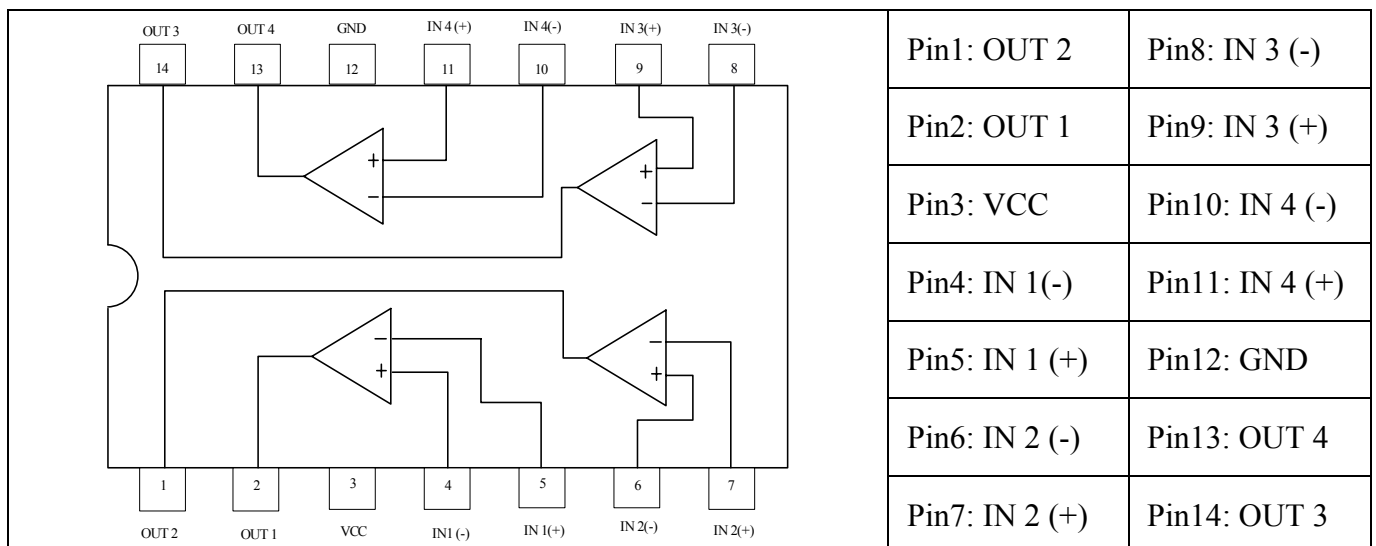 OUT 3 OUT 4 GND IN 4 (+) IN 4(-) IN 3(+) IN 3(-)
14 13 12 11 10 9 8
+ + 
− −
− −
+ +
1 2 3 4 5 6 7
OUT 2 OUT 1 VCC IN1 (-) IN 1(+) IN 2(-) IN 2(+)
Pin1: OUT 2 Pin8: IN 3 (-)
Pin2: OUT 1 Pin9: IN 3 (+)
Pin3: VCC Pin10: IN 4 (-)
Pin4: IN 1(-) Pin11: IN 4 (+)
Pin5: IN 1 (+) Pin12: GND
Pin6: IN 2 (-) Pin13: OUT 4
Pin7: IN 2 (+) Pin14: OUT 3